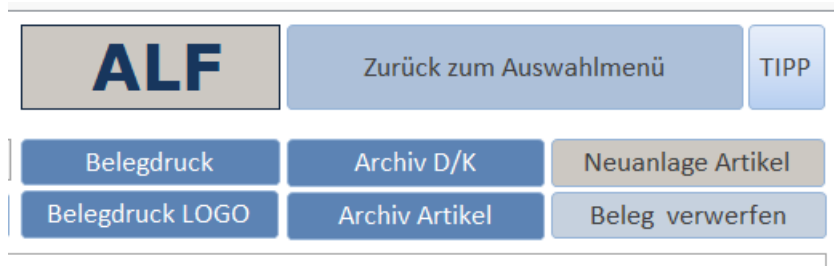 ALF Zurück zum Auswahlmenü TIPP
Belegdruck Archiv D/K Neuanlage Artikel
Belegdruck LOGO Archiv Artikel Beleg verwerfen